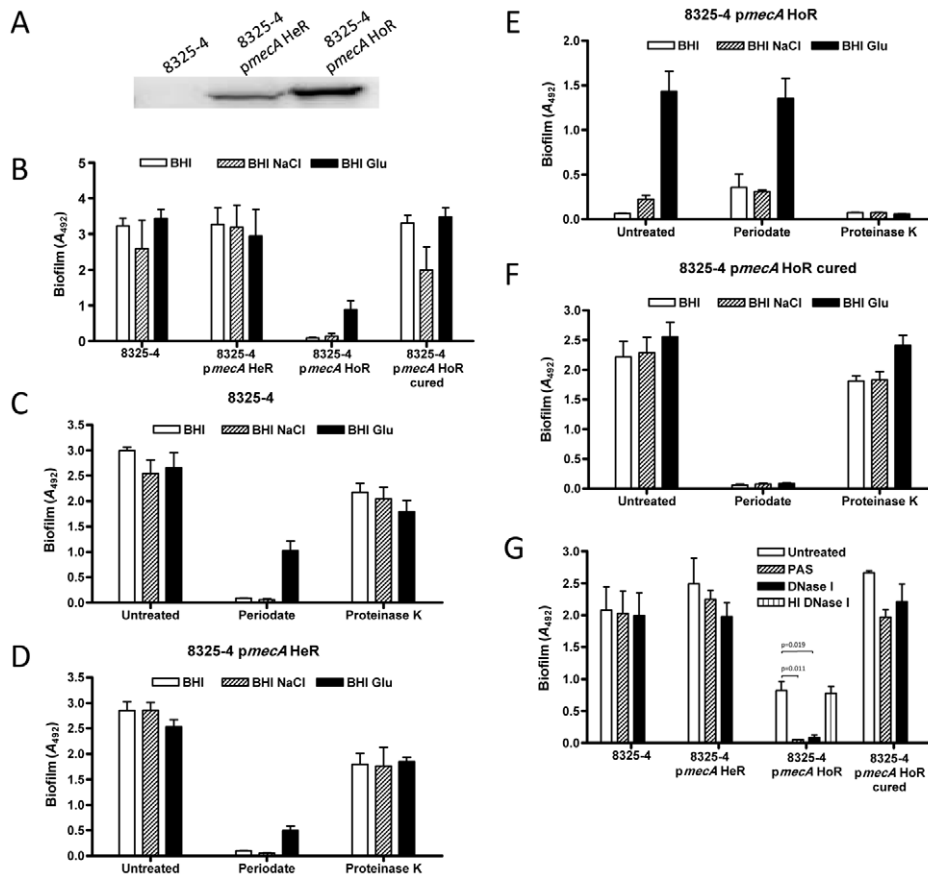 A
8325-4
8325-4
pmecA HeR
8325-4
pmecA HoR
B
BHI BHI NaCl BHI Glu
Biofilm (A492)
5
4
3
2
1
0
8325-4
8325-4
pmecA HeR
8325-4
pmecA HoR
8325-4
pmecA HoR
cured
C
8325-4
BHI BHI NaCl BHI Glu
Biofilm (A492)
3.5
3.0
2.5
2.0
1.5
1.0
0.5
0.0
Untreated Periodate Proteinase K
D
8325-4 pmecA HeR
BHI BHI NaCl BHI Glu
Biofilm (A492)
3.5
3.0
2.5
2.0
1.5
1.0
0.5
0.0
Untreated Periodate Proteinase K
E
8325-4 pmecA HoR
BHI BHI NaCl BHI Glu
Biofilm (A492)
2.0
1.5
1.0
0.5
0.0
Untreated Periodate Proteinase K
F
8325-4 pmecA HoR cured
BHI BHI NaCl BHI Glu
Biofilm (A492)
3.0
2.5
2.0
1.5
1.0
0.5
0.0
Untreated Periodate Proteinase K
G
Untreated
PAS
DNase I
HI DNase I
Biofilm (A492)
3.0
2.5
2.0
1.5
1.0
0.5
0.0
p=0.019
p=0.011
8325-4
8325-4
pmecA HeR
8325-4
pmecA HoR
8325-4
pmecA HoR
cured